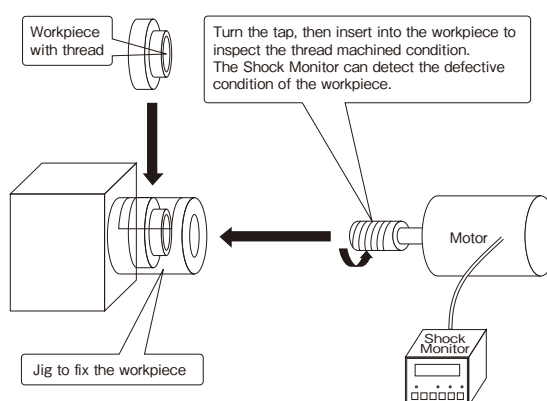 Workpiece
with thread
Turn the tap, then insert into the workpiece to
inspect the thread machined condition.
The Shock Monitor can detect the defective
condition of the workpiece.
Motor
Shock
Monitor
Jig to fix the workpiece